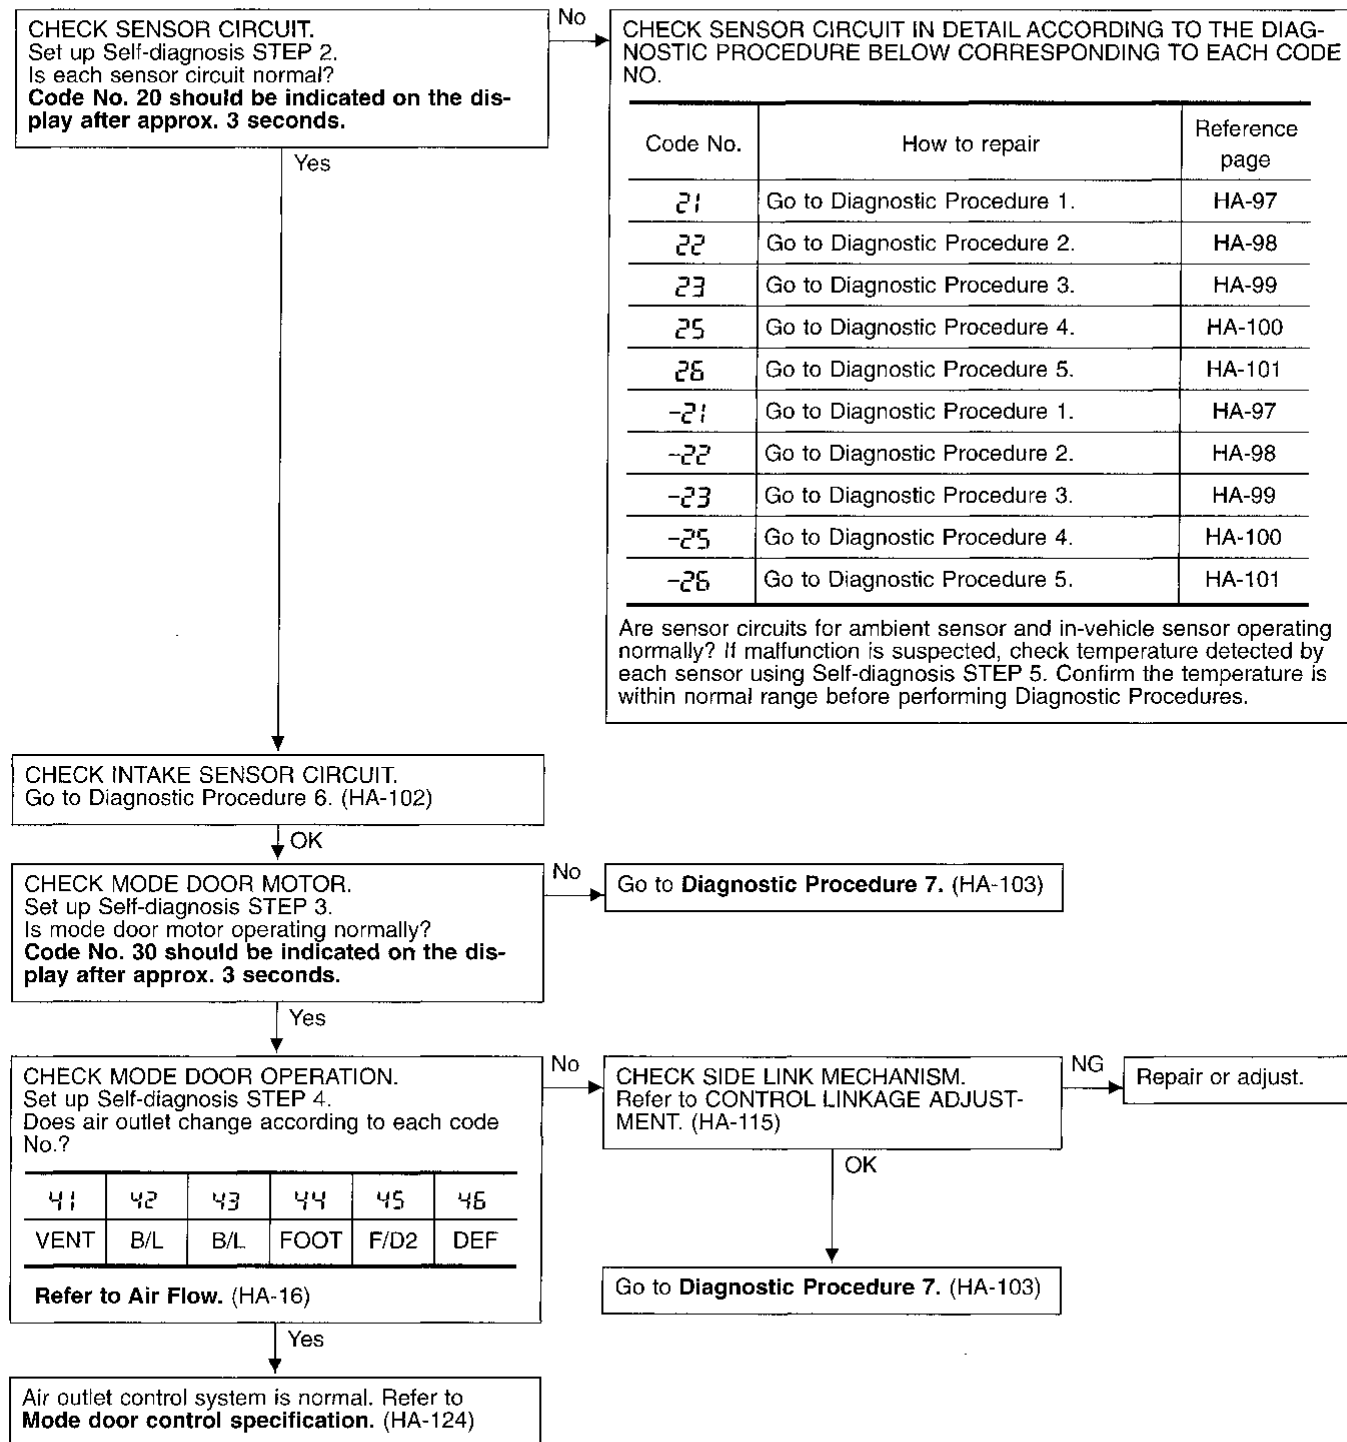 CHECK SENSOR CIRCUIT.
Set up Self-diagnosis STEP 2.
Is each sensor circuit normal?
Code No. 20 should be indicated on the dis-
play after approx. 3 seconds.
No
CHECK SENSOR CIRCUIT IN DETAIL ACCORDING TO THE DIAG-
NOSTIC PROCEDURE BELOW CORRESPONDING TO EACH CODE
NO.
Code No. How to repair Reference page
21 Go to Diagnostic Procedure 1. HA-97
22 Go to Diagnostic Procedure 2. HA-98
23 Go to Diagnostic Procedure 3. HA-99
25 Go to Diagnostic Procedure 4. HA-100
26 Go to Diagnostic Procedure 5. HA-101
-21 Go to Diagnostic Procedure 1. HA-97
-22 Go to Diagnostic Procedure 2. HA-98
-23 Go to Diagnostic Procedure 3. HA-99
-25 Go to Diagnostic Procedure 4. HA-100
-26 Go to Diagnostic Procedure 5. HA-101
Are sensor circuits for ambient sensor and in-vehicle sensor operating
normally? If malfunction is suspected, check temperature detected by
each sensor using Self-diagnosis STEP 5. Confirm the temperature is
within normal range before performing Diagnostic Procedures.
Yes
CHECK INTAKE SENSOR CIRCUIT.
Go to Diagnostic Procedure 6. (HA-102)
OK
CHECK MODE DOOR MOTOR.
Set up Self-diagnosis STEP 3.
Is mode door motor operating normally?
Code No. 30 should be indicated on the dis-
play after approx. 3 seconds.
No
Go to Diagnostic Procedure 7. (HA-103)
Yes
CHECK MODE DOOR OPERATION.
Set up Self-diagnosis STEP 4.
Does air outlet change according to each code
No.?
41 42 43 44 45 46
VENT B/L B/L FOOT F/D2 DEF
Refer to Air Flow. (HA-16)
No
CHECK SIDE LINK MECHANISM.
Refer to CONTROL LINKAGE ADJUST-
MENT. (HA-115)
NG
Repair or adjust.
OK
Go to Diagnostic Procedure 7. (HA-103)
Yes
Air outlet control system is normal. Refer to
Mode door control specification. (HA-124)